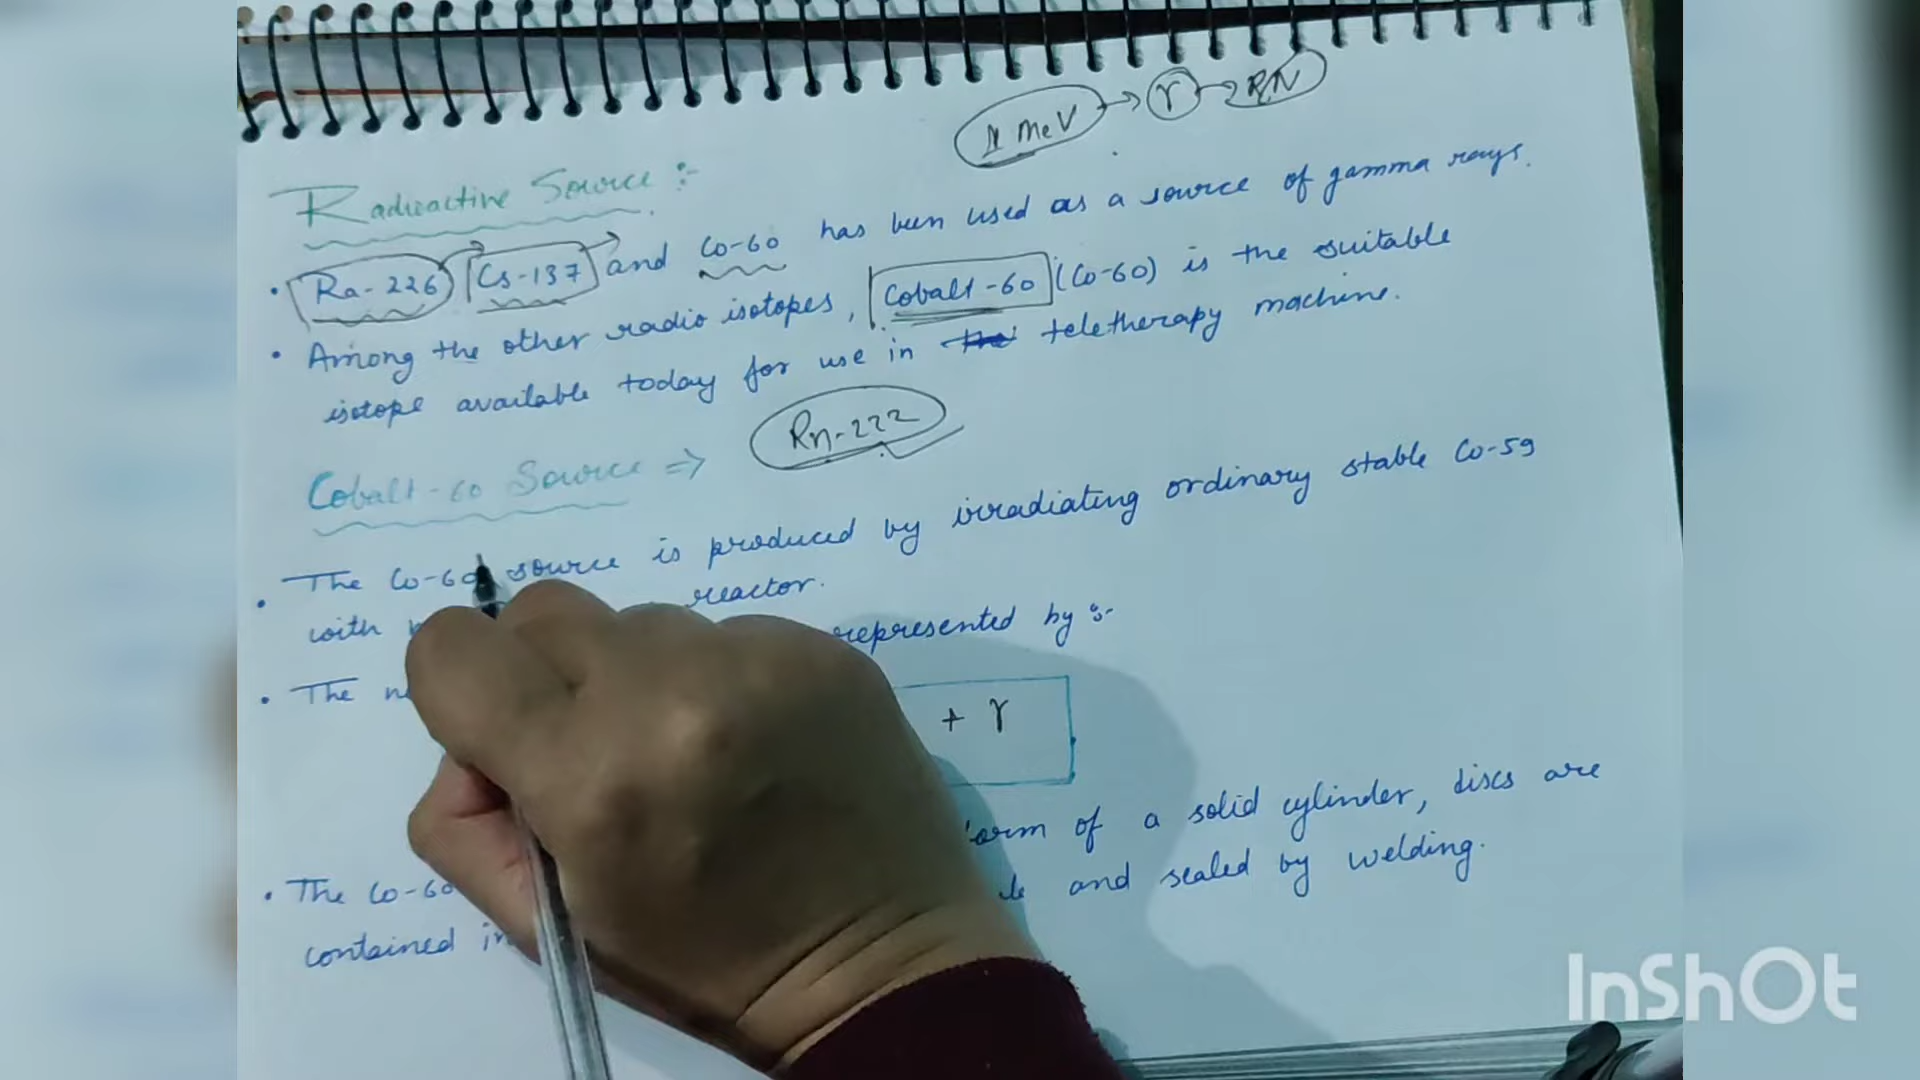 1 MeV → γ → RN
Radioactive Source :-
• Ra-226 Cs-137 and Co-60 has been used as a source of gamma rays.
• Among the other radio isotopes, Cobalt-60 (Co-60) is the suitable
isotope available today for use in teletherapy machine.
Rn-222
Cobalt-60 Source ⇒
• The Co-60 source is produced by irradiating ordinary stable Co-59
with reactor.
• The represented by :-
+ γ
• The Co-60 form of a solid cylinder, discs are
contained in and sealed by welding.
InShOt